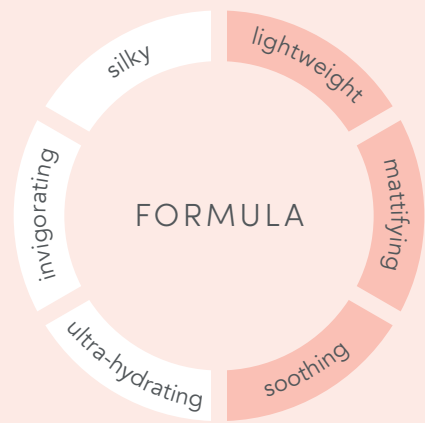 silky
lightweight
invigorating
FORMULA
mattifying
ultra-hydrating
soothing